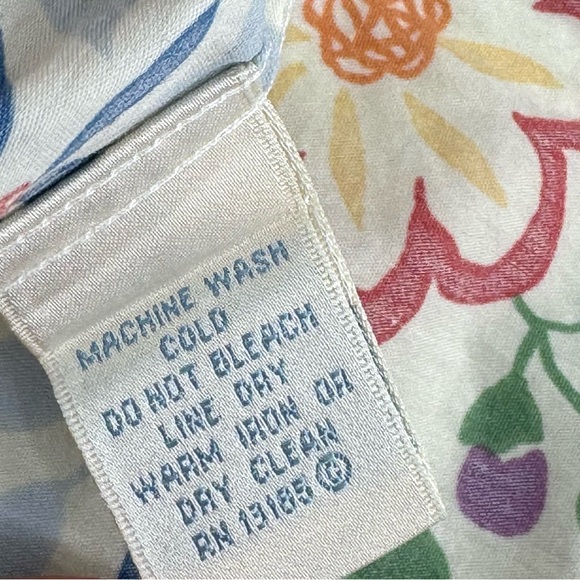 MACHINE WASH
COLD
DO NOT BLEACH
LINE DRY
WARM IRON OR
DRY CLEAN
RN 13185